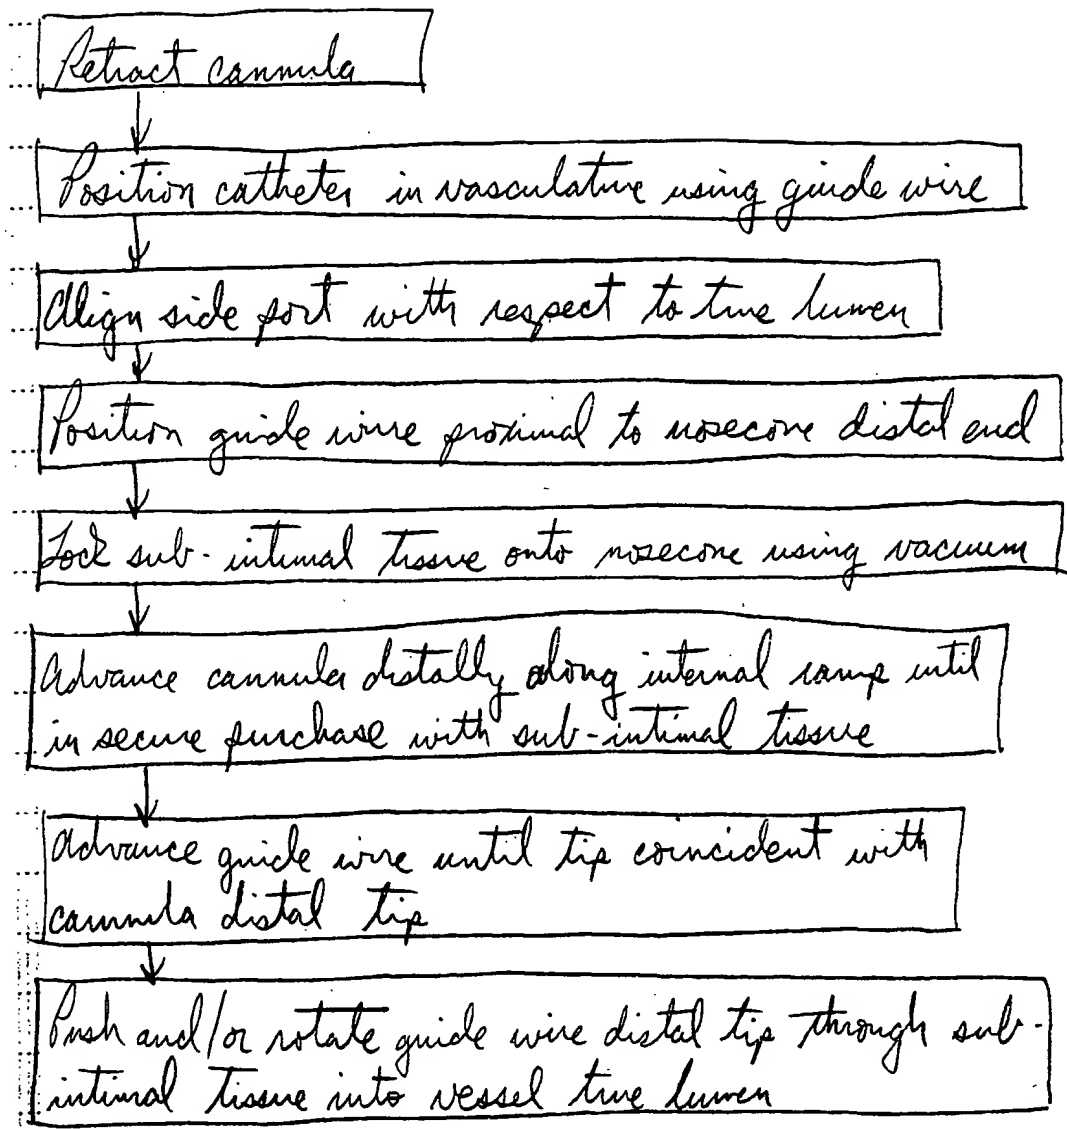 Retract cannula
Position catheter in vasculature using guide wire
Align side port with respect to true lumen
Position guide wire proximal to nosecone distal end
Lock sub-intimal tissue onto nosecone using vacuum
Advance cannula distally along internal ramp until
in secure purchase with sub-intimal tissue
Advance guide wire until tip coincident with
cannula distal tip
Push and/or rotate guide wire distal tip through sub-
intimal tissue into vessel true lumen